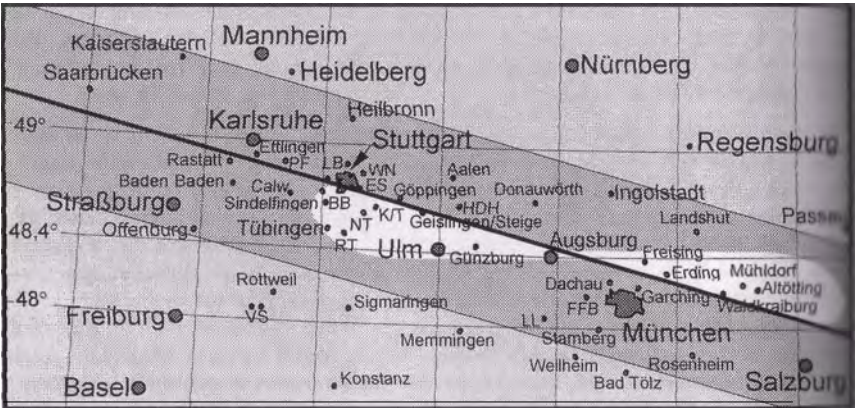 Kaiserslautern
Mannheim
Saarbrücken
Heidelberg
Nürnberg
Heilbronn
49°
Karlsruhe
Stuttgart
Ettlingen
Regensburg
Rastatt
PF
LB
WN
Aalen
Baden Baden
Calw
ES
Göppingen
Donauwörth
Ingolstadt
Straßburg
Sindelfingen
BB
K/T
HDH
NT
Geislingen/Steige
Landshut
Offenburg
Tübingen
RT
48,4°
Ulm
Günzburg
Augsburg
Freising
Erding
Mühldorf
Rottweil
Dachau
Garching
Altötting
Waldkraiburg
48°
Freiburg
VS
Sigmaringen
FFB
LL
München
Memmingen
Starnberg
Weilheim
Rosenheim
Bad Tölz
Salzburg
Basel
Konstanz